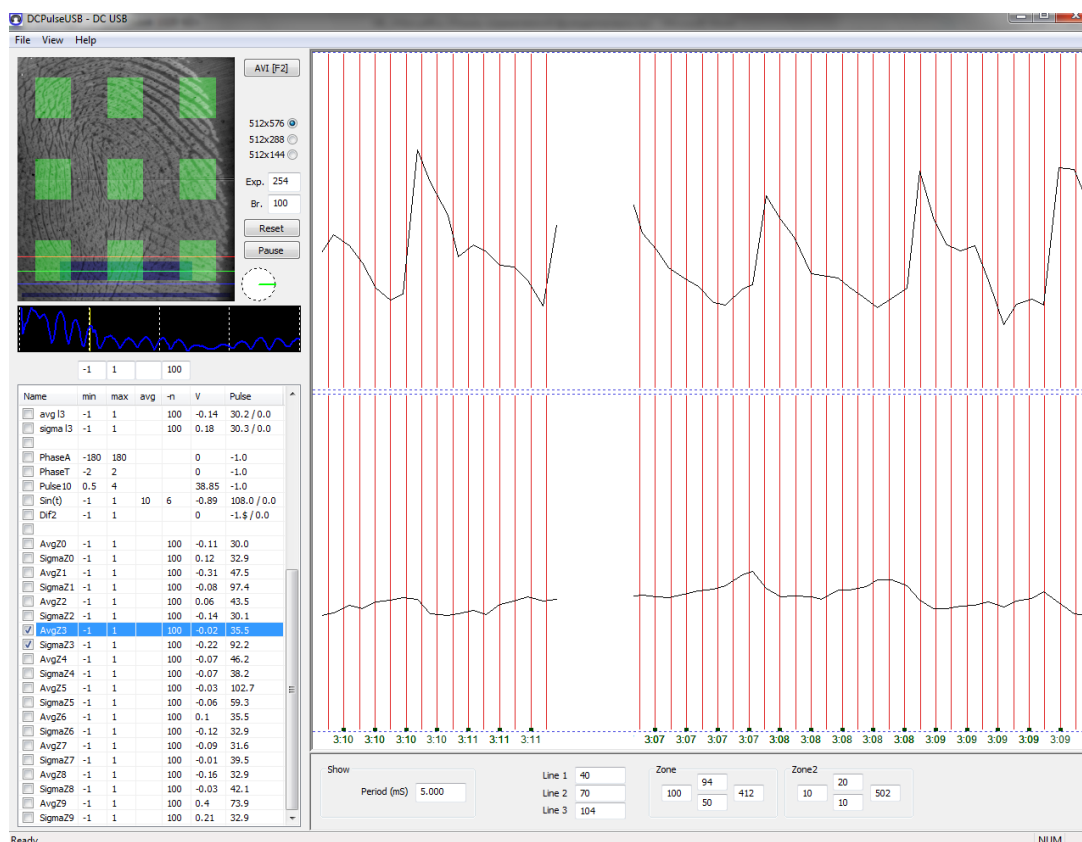 DCPulseUSB - DC USB
File View Help
AVI [F2]
512x576
512x288
512x144
Exp. 254
Br. 100
Reset
Pause
-1 1 100
Name min max avg -n V Pulse
avg l3 -1 1 100 -0.14 30.2 / 0.0
sigma l3 -1 1 100 0.18 30.3 / 0.0
PhaseA -180 180 0 -1.0
PhaseT -2 2 0 -1.0
Pulse10 0.5 4 38.85 -1.0
Sin(t) -1 1 10 6 -0.89 108.0 / 0.0
Dif2 -1 1 0 -1.$ / 0.0
AvgZ0 -1 1 100 -0.11 30.0
SigmaZ0 -1 1 100 0.12 32.9
AvgZ1 -1 1 100 -0.31 47.5
SigmaZ1 -1 1 100 -0.08 97.4
AvgZ2 -1 1 100 0.06 43.5
SigmaZ2 -1 1 100 -0.14 30.1
AvgZ3 -1 1 100 -0.02 35.5
SigmaZ3 -1 1 100 -0.22 92.2
AvgZ4 -1 1 100 -0.07 46.2
SigmaZ4 -1 1 100 -0.07 38.2
AvgZ5 -1 1 100 -0.03 102.7
SigmaZ5 -1 1 100 -0.06 59.3
AvgZ6 -1 1 100 0.1 35.5
SigmaZ6 -1 1 100 -0.12 32.9
AvgZ7 -1 1 100 -0.09 31.6
SigmaZ7 -1 1 100 -0.01 39.5
AvgZ8 -1 1 100 -0.16 32.9
SigmaZ8 -1 1 100 -0.03 42.1
AvgZ9 -1 1 100 0.4 73.9
SigmaZ9 -1 1 100 0.21 32.9
3:10 3:10 3:10 3:10 3:11 3:11 3:11 3:07 3:07 3:07 3:07 3:08 3:08 3:08 3:08 3:09 3:09 3:09 3:09 3:09
Show
Period (mS) 5.000
Line 1 40
Line 2 70
Line 3 104
Zone
94
100 412
50
Zone2
20
10 502
10
Ready NUM